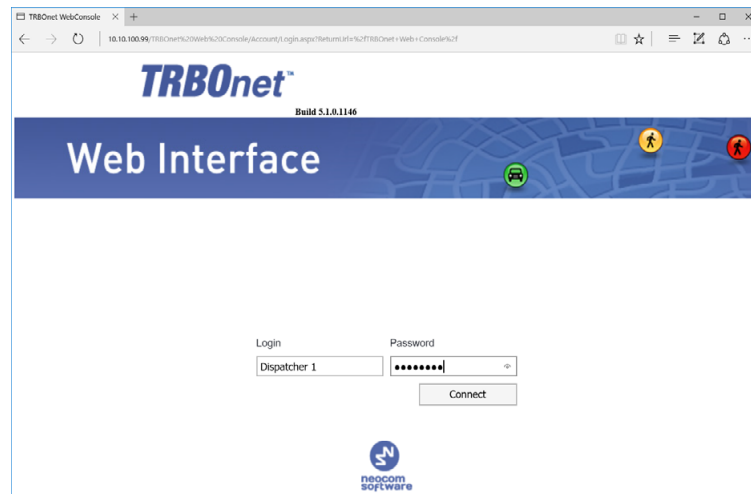 TRBOnet WebConsole
10.10.100.99/TRBOnet%20Web%20Console/Account/Login.aspx?ReturnUrl=%2fTRBOnet+Web+Console%2f
TRBOnet™
Build 5.1.0.1146
Web Interface
Login Password
Dispatcher 1 ●●●●●●●●
Connect
neocom
software